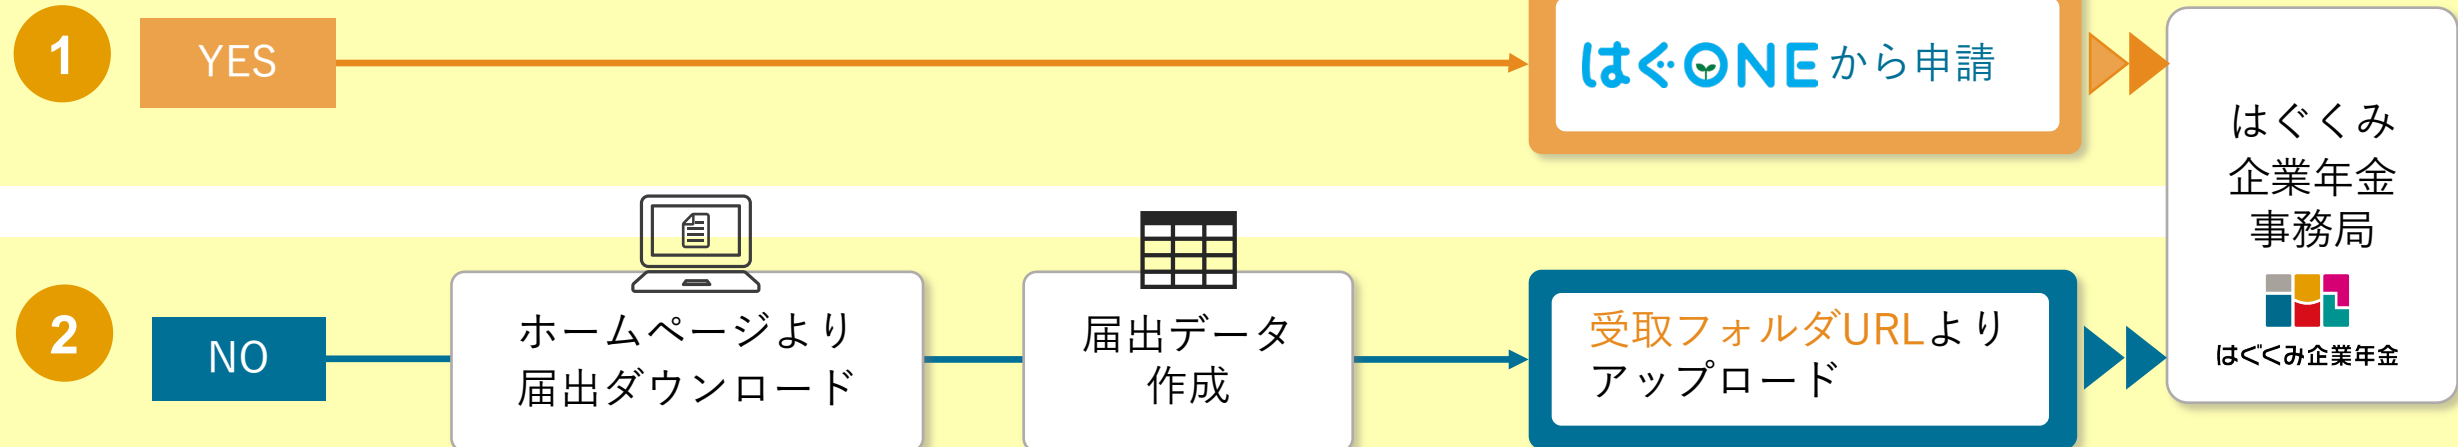 1
YES
はぐONEから申請
2
NO
ホームページより
届出ダウンロード
届出データ
作成
受取フォルダURLより
アップロード
はぐくみ
企業年金
事務局
はぐくみ企業年金